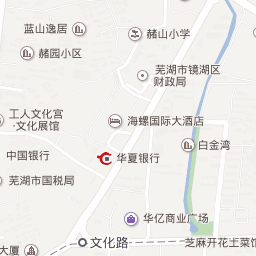 蓝山逸居
赭山小学
赭园小区
芜湖市镜湖区
财政局
工人文化宫
·文化展馆
海螺国际大酒店
白金湾
中国银行
华夏银行
芜湖市国税局
华亿商业广场
文化路
芝麻开花土菜馆
大厦